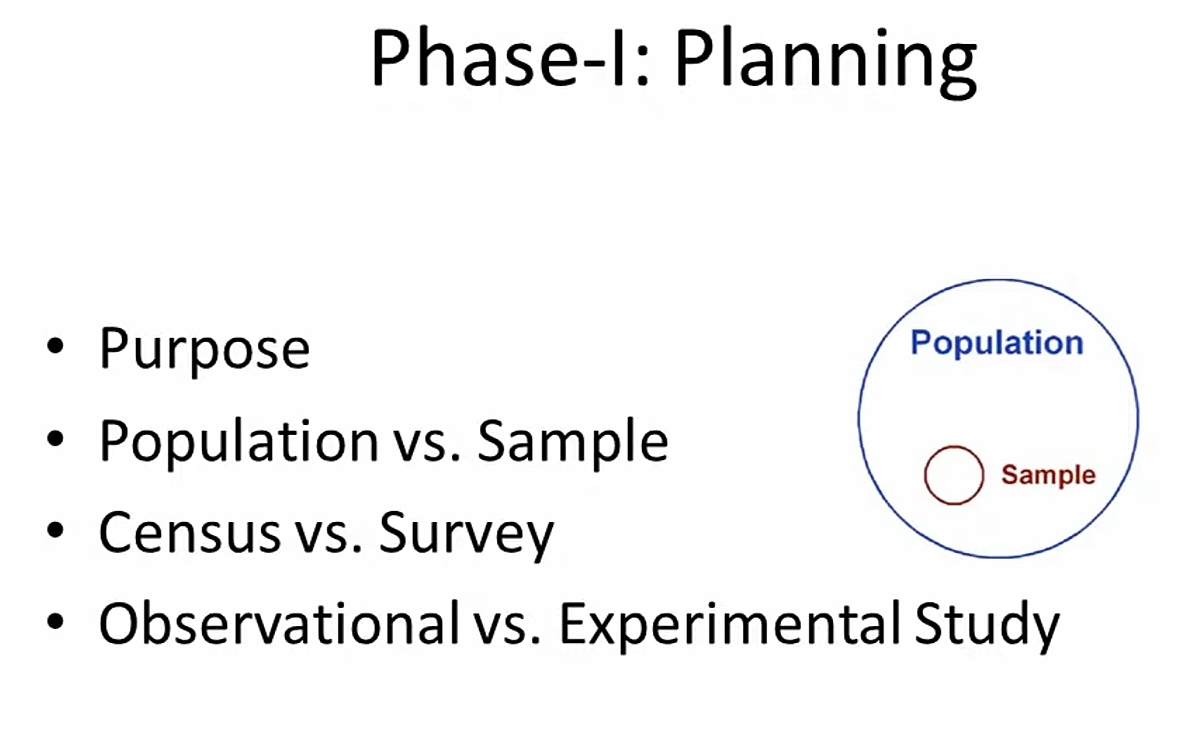 Phase-I: Planning
• Purpose
• Population vs. Sample
• Census vs. Survey
• Observational vs. Experimental Study
Population
Sample